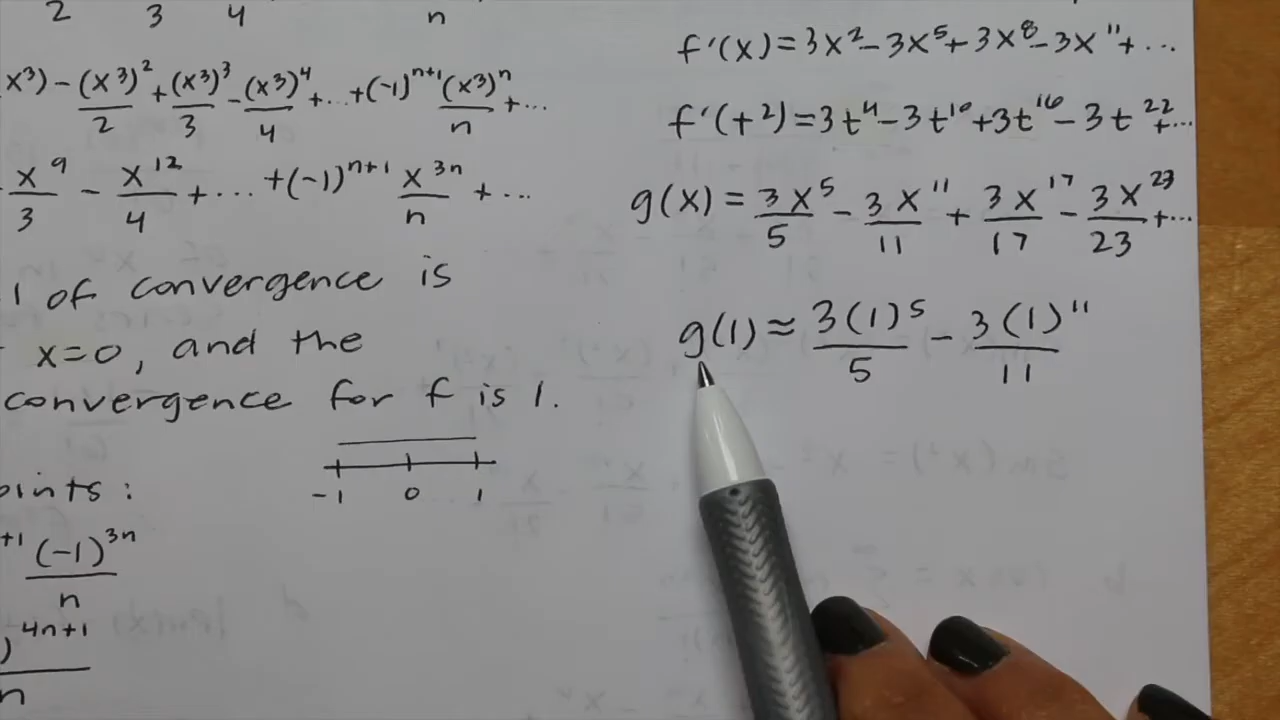 2 3 4 n
x³) - (x³)²/2 + (x³)³/3 - (x³)⁴/4 + ... + (-1)ⁿ⁺¹ (x³)ⁿ/n + ...
x⁹/3 - x¹²/4 + ... + (-1)ⁿ⁺¹ x³ⁿ/n + ...
of convergence is
x=0, and the
convergence for f is 1.
-1 0 1
oints:
+1 (-1)³ⁿ/n
)⁴ⁿ⁺¹/n
f'(x) = 3x² - 3x⁵ + 3x⁸ - 3x¹¹ + ...
f'(t²) = 3t⁴ - 3t¹⁰ + 3t¹⁶ - 3t²² + ...
g(x) = 3x⁵/5 - 3x¹¹/11 + 3x¹⁷/17 - 3x²³/23 + ...
g(1) ≈ 3(1)⁵/5 - 3(1)¹¹/11